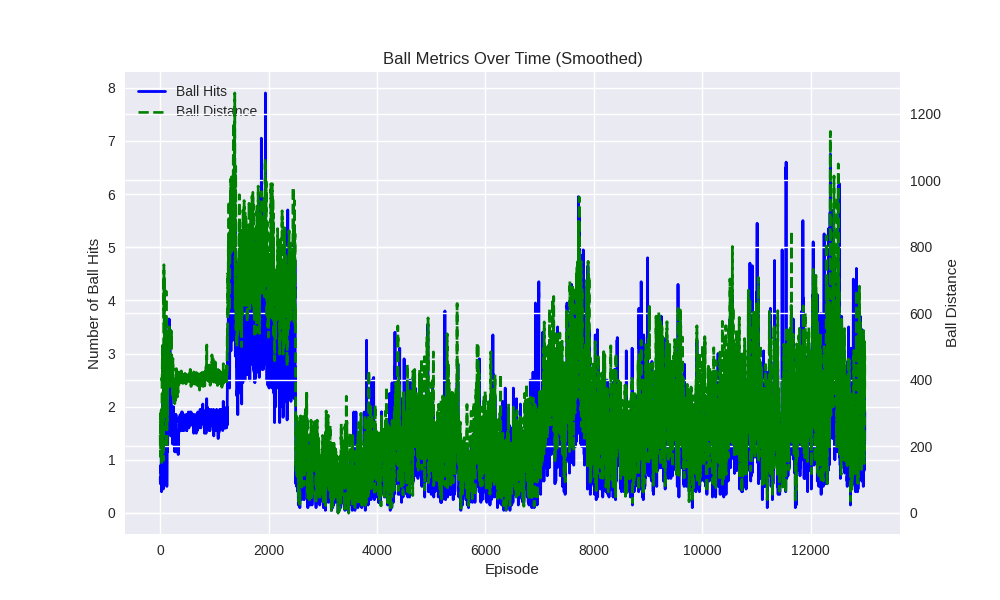 Ball Metrics Over Time (Smoothed)
Ball Hits
Ball Distance
Number of Ball Hits
8
7
6
5
4
3
2
1
0
1200
1000
800
600
400
200
0
Ball Distance
0 2000 4000 6000 8000 10000 12000
Episode